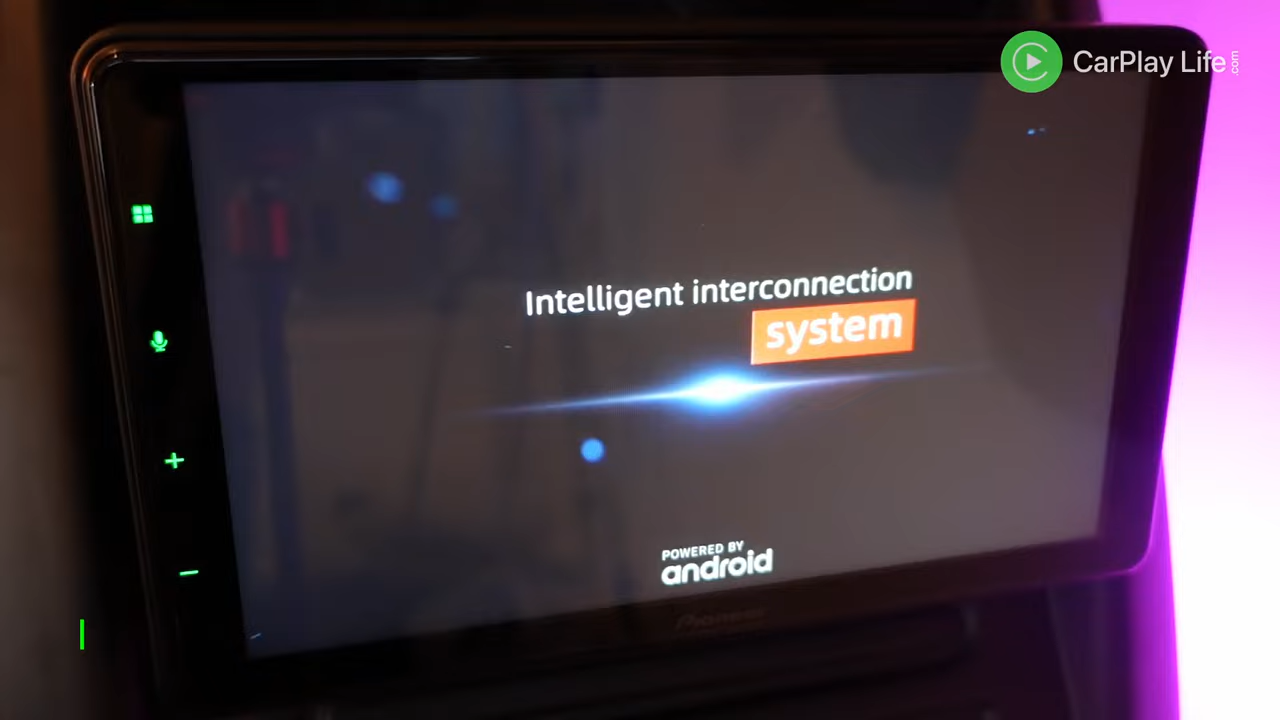 CarPlay Life.com
Intelligent interconnection
system
POWERED BY
android
Pioneer